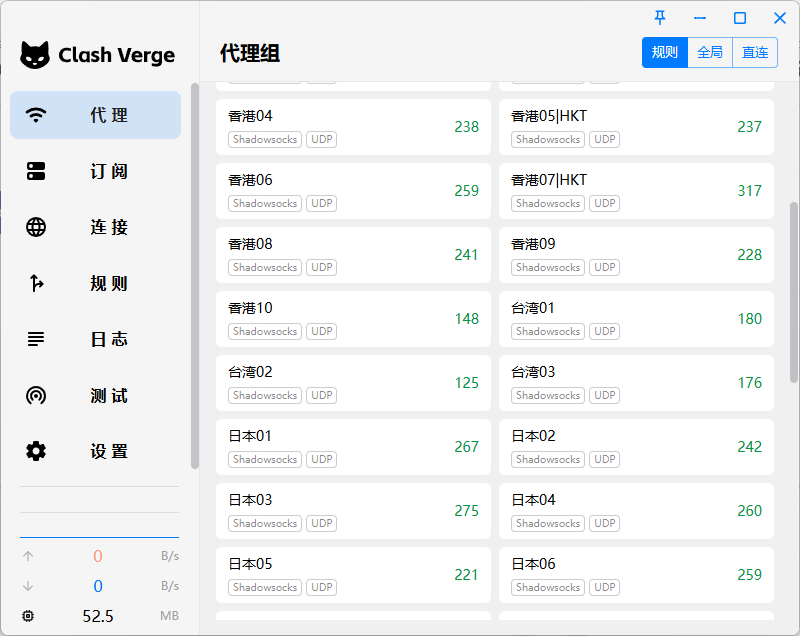 Clash Verge
代理
订阅
连接
规则
日志
测试
设置
0 B/s
0 B/s
52.5 MB
代理组
规则 全局 直连
香港04
Shadowsocks UDP
238
香港05|HKT
Shadowsocks UDP
237
香港06
Shadowsocks UDP
259
香港07|HKT
Shadowsocks UDP
317
香港08
Shadowsocks UDP
241
香港09
Shadowsocks UDP
228
香港10
Shadowsocks UDP
148
台湾01
Shadowsocks UDP
180
台湾02
Shadowsocks UDP
125
台湾03
Shadowsocks UDP
176
日本01
Shadowsocks UDP
267
日本02
Shadowsocks UDP
242
日本03
Shadowsocks UDP
275
日本04
Shadowsocks UDP
260
日本05
Shadowsocks UDP
221
日本06
Shadowsocks UDP
259